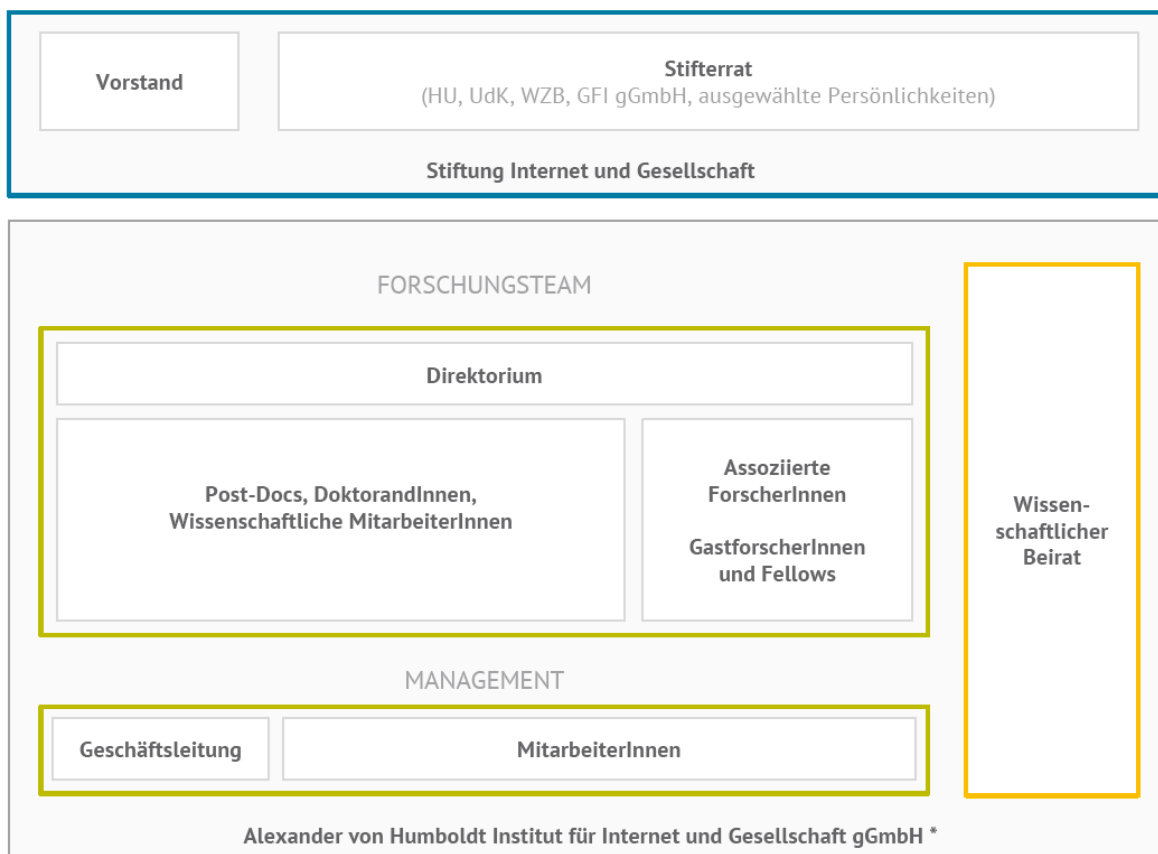 Vorstand
Stifterrat
(HU, UdK, WZB, GFI gGmbH, ausgewählte Persönlichkeiten)
Stiftung Internet und Gesellschaft
FORSCHUNGSTEAM
Direktorium
Post-Docs, DoktorandInnen,
Wissenschaftliche MitarbeiterInnen
Assoziierte
ForscherInnen
GastforscherInnen
und Fellows
Wissen-
schaftlicher
Beirat
MANAGEMENT
Geschäftsleitung
MitarbeiterInnen
Alexander von Humboldt Institut für Internet und Gesellschaft gGmbH *